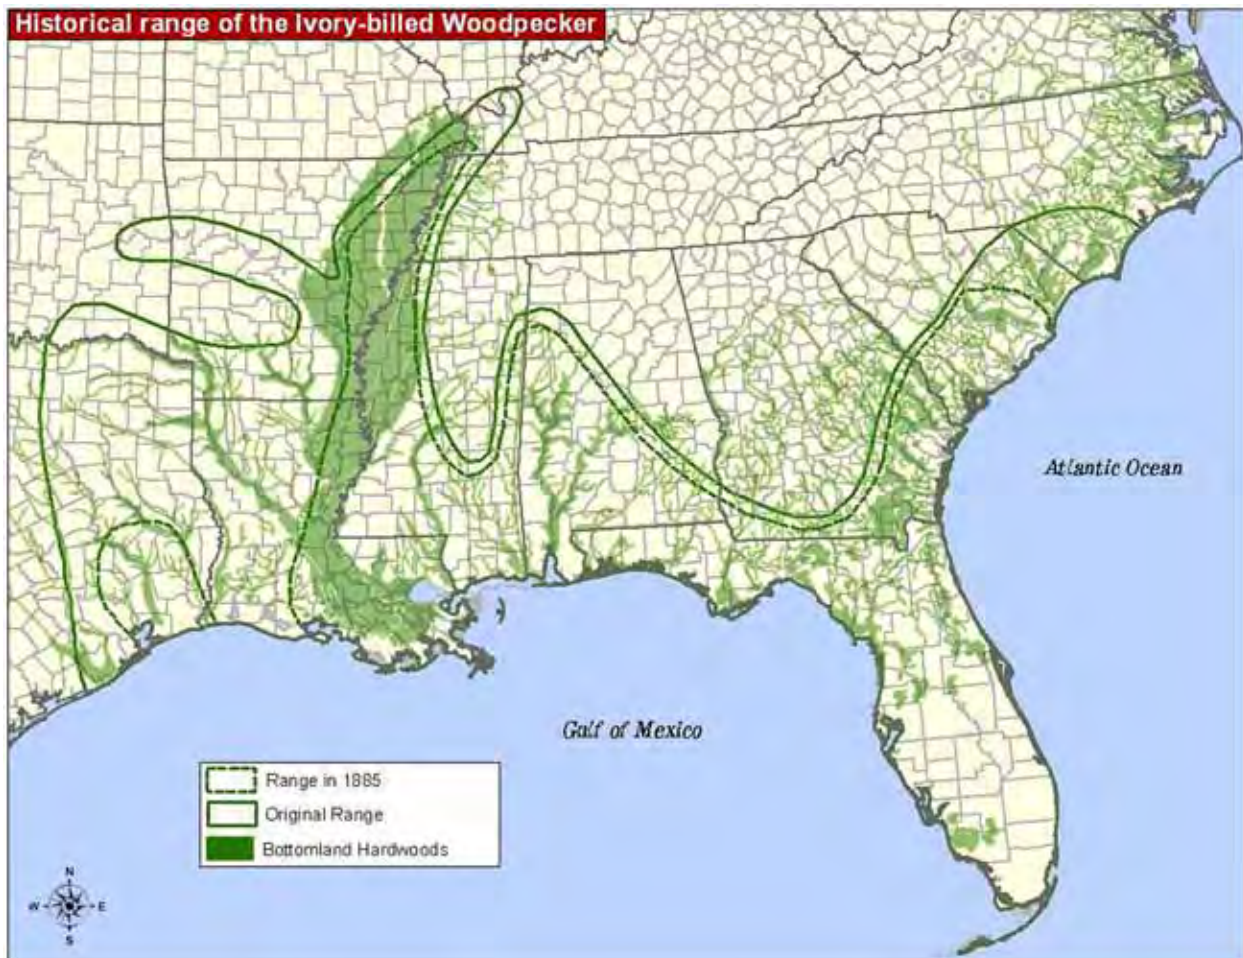 Historical range of the Ivory-billed Woodpecker
Atlantic Ocean
Gulf of Mexico
Range in 1885
Original Range
Bottomland Hardwoods
N
W E
S